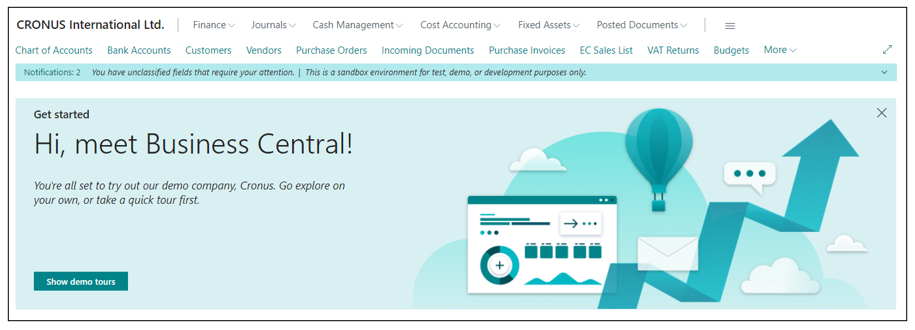 CRONUS International Ltd. Finance Journals Cash Management Cost Accounting Fixed Assets Posted Documents
Chart of Accounts Bank Accounts Customers Vendors Purchase Orders Incoming Documents Purchase Invoices EC Sales List VAT Returns Budgets More
Notifications: 2 You have unclassified fields that require your attention. | This is a sandbox environment for test, demo, or development purposes only.
Get started
Hi, meet Business Central!
You're all set to try out our demo company, Cronus. Go explore on
your own, or take a quick tour first.
Show demo tours